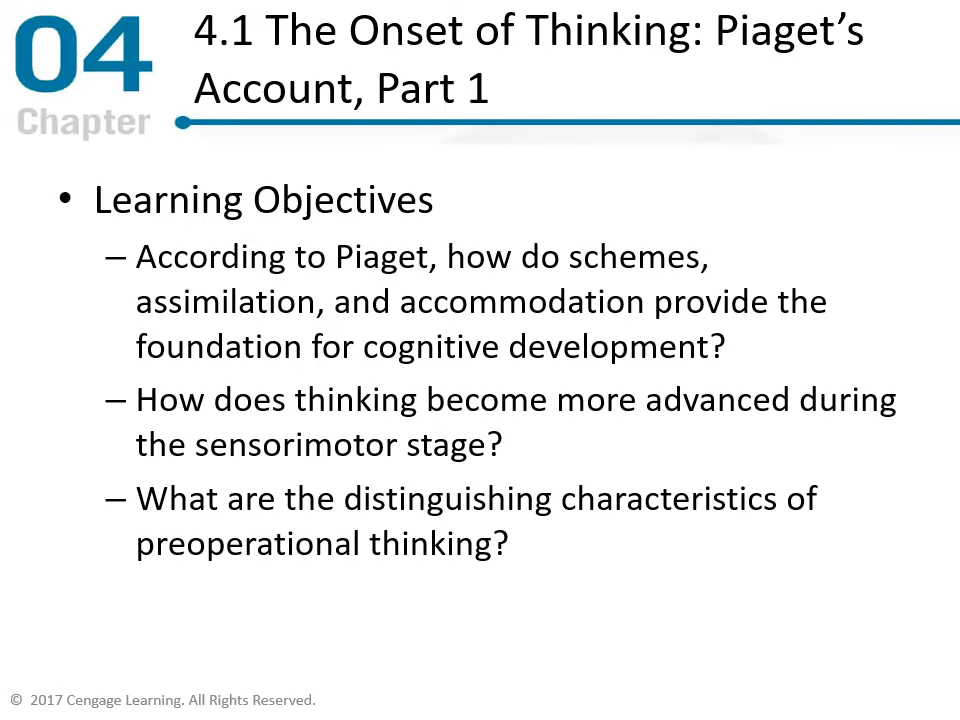 04
Chapter
4.1 The Onset of Thinking: Piaget’s
Account, Part 1
• Learning Objectives
– According to Piaget, how do schemes,
assimilation, and accommodation provide the
foundation for cognitive development?
– How does thinking become more advanced during
the sensorimotor stage?
– What are the distinguishing characteristics of
preoperational thinking?
© 2017 Cengage Learning. All Rights Reserved.